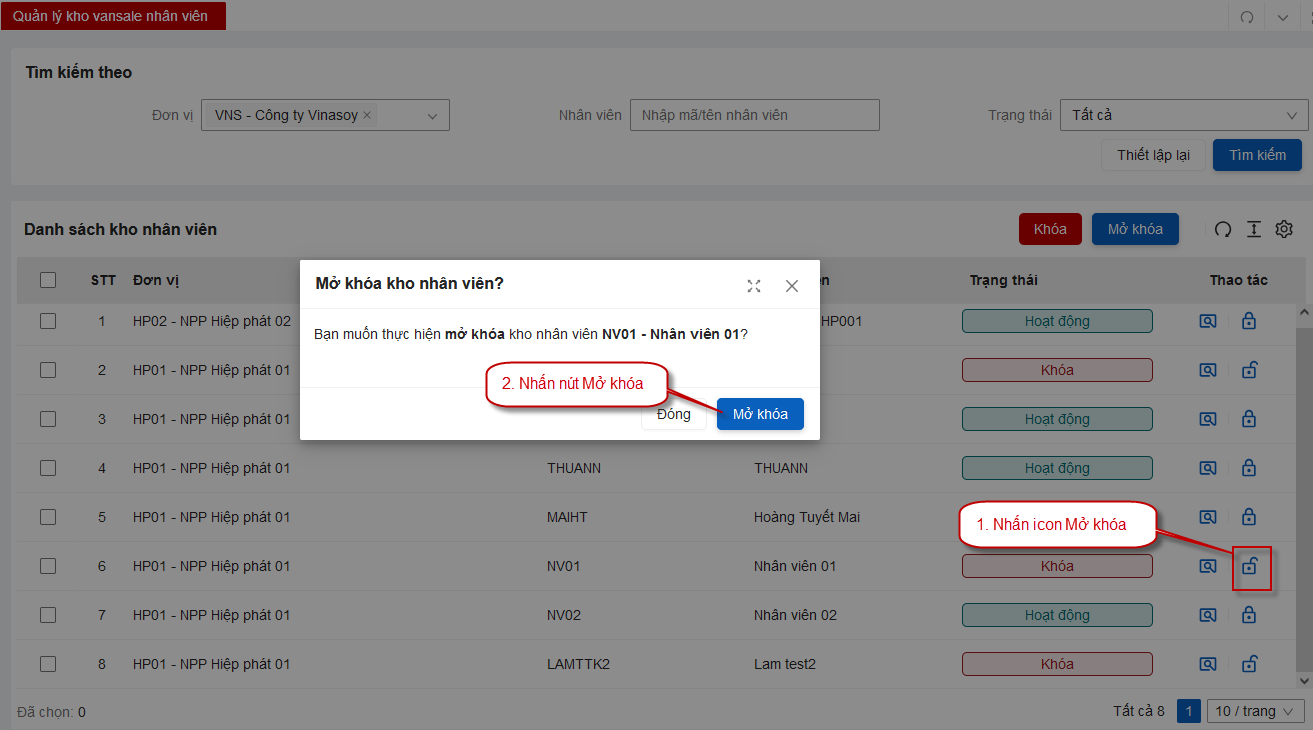 Quản lý kho vansale nhân viên
Tìm kiếm theo
Đơn vị VNS - Công ty Vinasoy Nhân viên Nhập mã/tên nhân viên Trạng thái Tất cả
Thiết lập lại Tìm kiếm
Danh sách kho nhân viên Khóa Mở khóa
STT Đơn vị Trạng thái Thao tác
1 HP02 - NPP Hiệp phát 02 HP001 Hoạt động
2 HP01 - NPP Hiệp phát 01 Khóa
3 HP01 - NPP Hiệp phát 01 Hoạt động
4 HP01 - NPP Hiệp phát 01 THUANN THUANN Hoạt động
5 HP01 - NPP Hiệp phát 01 MAIHT Hoàng Tuyết Mai
6 HP01 - NPP Hiệp phát 01 NV01 Nhân viên 01 Khóa
7 HP01 - NPP Hiệp phát 01 NV02 Nhân viên 02 Hoạt động
8 HP01 - NPP Hiệp phát 01 LAMTTK2 Lam test2 Khóa
Đã chọn: 0 Tất cả 8 1 10 / trang
Mở khóa kho nhân viên?
Bạn muốn thực hiện mở khóa kho nhân viên NV01 - Nhân viên 01?
2. Nhấn nút Mở khóa
Đóng Mở khóa
1. Nhấn icon Mở khóa